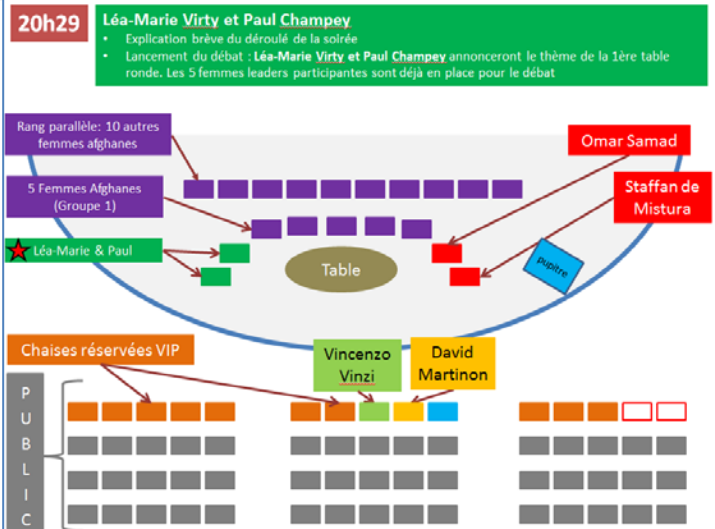 20h29
Léa-Marie Virty et Paul Champey
• Explication brève du déroulé de la soirée
• Lancement du débat : Léa-Marie Virty et Paul Champey annonceront le thème de la 1ère table
ronde. Les 5 femmes leaders participantes sont déjà en place pour le débat
Rang parallèle: 10 autres
femmes afghanes
Omar Samad
5 Femmes Afghanes
(Groupe 1)
Staffan de
Mistura
Léa-Marie & Paul
Table
pupitre
Chaises réservées VIP
Vincenzo
Vinzi
David
Martinon
P
U
B
L
I
C